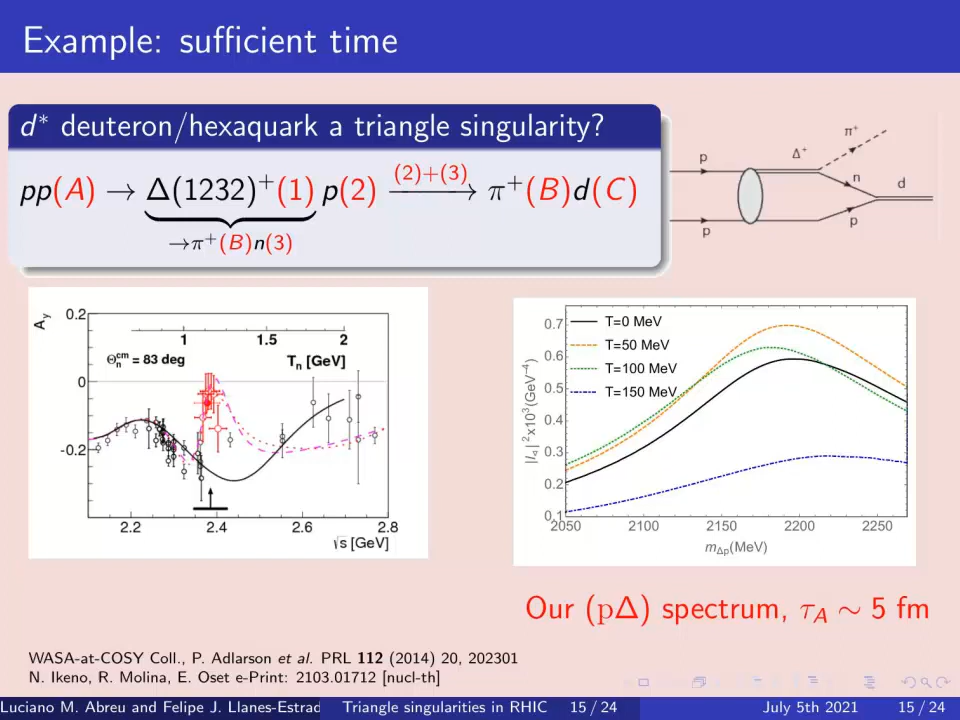 Example: sufficient time
d* deuteron/hexaquark a triangle singularity?
pp(A) → Δ(1232)⁺(1) p(2) (2)+(3)⟶ π⁺(B)d(C)
→π⁺(B)n(3)
p
p
Δ⁺
π⁺
n
p
d
A_y
0.2
0
-0.2
1
1.5
2
Θ_n^cm = 83 deg
T_n [GeV]
2.2
2.4
2.6
2.8
√s [GeV]
T=0 MeV
T=50 MeV
T=100 MeV
T=150 MeV
0.7
0.6
0.5
0.4
0.3
0.2
0.1
2050
2100
2150
2200
2250
m_Δp(MeV)
Our (pΔ) spectrum, τ_A ∼ 5 fm
WASA-at-COSY Coll., P. Adlarson et al. PRL 112 (2014) 20, 202301
N. Ikeno, R. Molina, E. Oset e-Print: 2103.01712 [nucl-th]
Luciano M. Abreu and Felipe J. Llanes-Estrad
Triangle singularities in RHIC 15 / 24
July 5th 2021
15 / 24